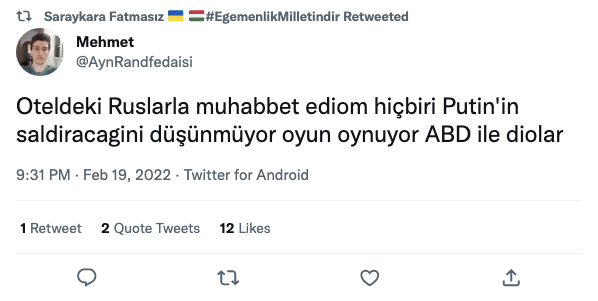 Saraykara Fatmasız 🇺🇦 🇭🇺#EgemenlikMilletindir Retweeted
Mehmet
@AynRandfedaisi
Oteldeki Ruslarla muhabbet ediom hiçbiri Putin'in
saldiracagini düşünmüyor oyun oynuyor ABD ile diolar
9:31 PM · Feb 19, 2022 · Twitter for Android
1 Retweet 2 Quote Tweets 12 Likes